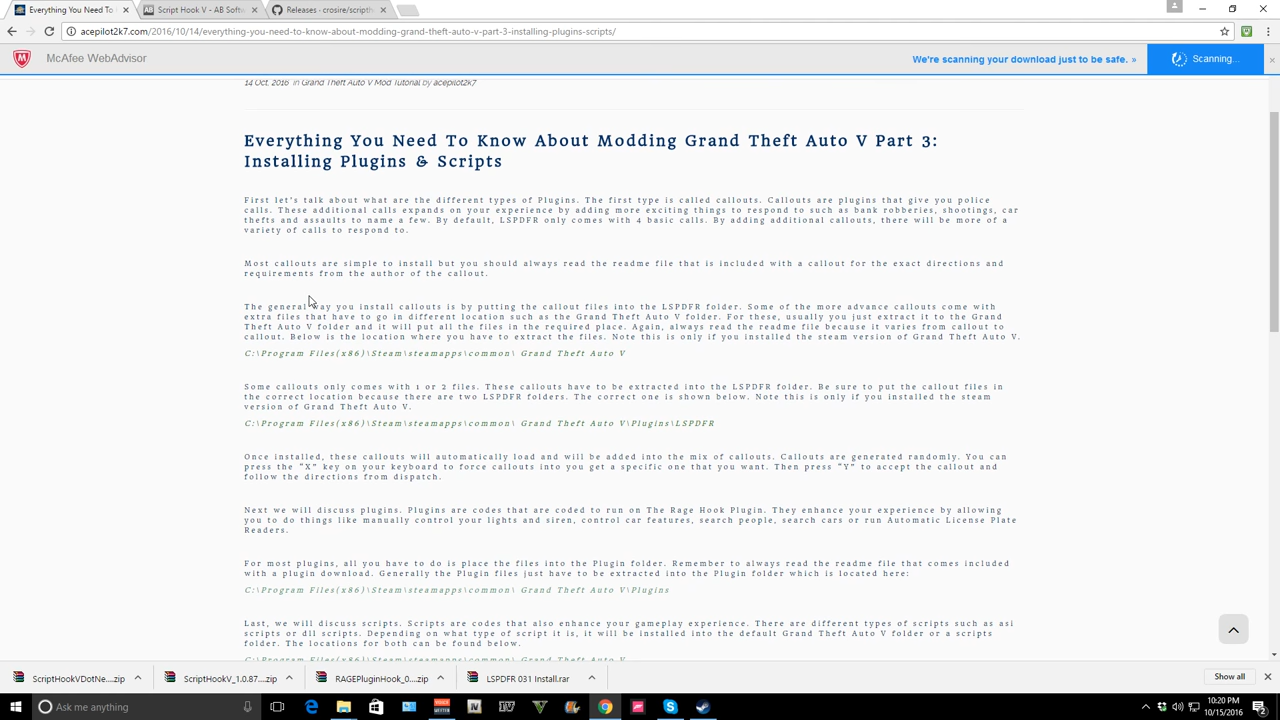 Everything You Need To
Script Hook V - AB Softw
Releases - crosire/scripth
acepilot2k7.com/2016/10/14/everything-you-need-to-know-about-modding-grand-theft-auto-v-part-3-installing-plugins-scripts/
McAfee WebAdvisor
We're scanning your download just to be safe. »
Scanning...
14 Oct, 2016 in Grand Theft Auto V Mod Tutorial by acepilot2k7
Everything You Need To Know About Modding Grand Theft Auto V Part 3:
Installing Plugins & Scripts
First let's talk about what are the different types of Plugins. The first type is called callouts. Callouts are plugins that give you police
calls. These additional calls expands on your experience by adding more exciting things to respond to such as bank robberies, shootings, car
thefts and assaults to name a few. By default, LSPDFR only comes with 4 basic calls. By adding additional callouts, there will be more of a
variety of calls to respond to.
Most callouts are simple to install but you should always read the readme file that is included with a callout for the exact directions and
requirements from the author of the callout.
The general way you install callouts is by putting the callout files into the LSPDFR folder. Some of the more advance callouts come with
extra files that have to go in different location such as the Grand Theft Auto V folder. For these, usually you just extract it to the Grand
Theft Auto V folder and it will put all the files in the required place. Again, always read the readme file because it varies from callout to
callout. Below is the location where you have to extract the files. Note this is only if you installed the steam version of Grand Theft Auto V.
C:\Program Files(x86)\Steam\steamapps\common\ Grand Theft Auto V
Some callouts only comes with 1 or 2 files. These callouts have to be extracted into the LSPDFR folder. Be sure to put the callout files in
the correct location because there are two LSPDFR folders. The correct one is shown below. Note this is only if you installed the steam
version of Grand Theft Auto V.
C:\Program Files(x86)\Steam\steamapps\common\ Grand Theft Auto V\Plugins\LSPDFR
Once installed, these callouts will automatically load and will be added into the mix of callouts. Callouts are generated randomly. You can
press the “X” key on your keyboard to force callouts into you get a specific one that you want. Then press “Y” to accept the callout and
follow the directions from dispatch.
Next we will discuss plugins. Plugins are codes that are coded to run on The Rage Hook Plugin. They enhance your experience by allowing
you to do things like manually control your lights and siren, control car features, search people, search cars or run Automatic License Plate
Readers.
For most plugins, all you have to do is place the files into the Plugin folder. Remember to always read the readme file that comes included
with a plugin download. Generally the Plugin files just have to be extracted into the Plugin folder which is located here:
C:\Program Files(x86)\Steam\steamapps\common\ Grand Theft Auto V\Plugins
Last, we will discuss scripts. Scripts are codes that also enhance your gameplay experience. There are different types of scripts such as asi
scripts or dll scripts. Depending on what type of script it is, it will be installed into the default Grand Theft Auto V folder or a scripts
folder. The locations for both can be found below.
C:\Program Files(x86)\Steam\steamapps\common\ Grand Theft Auto V
ScriptHookVDotNe....zip
ScriptHookV_1.0.87....zip
RAGEPluginHook_0....zip
LSPDFR 031 Install.rar
Show all
Ask me anything
10:20 PM
10/15/2016